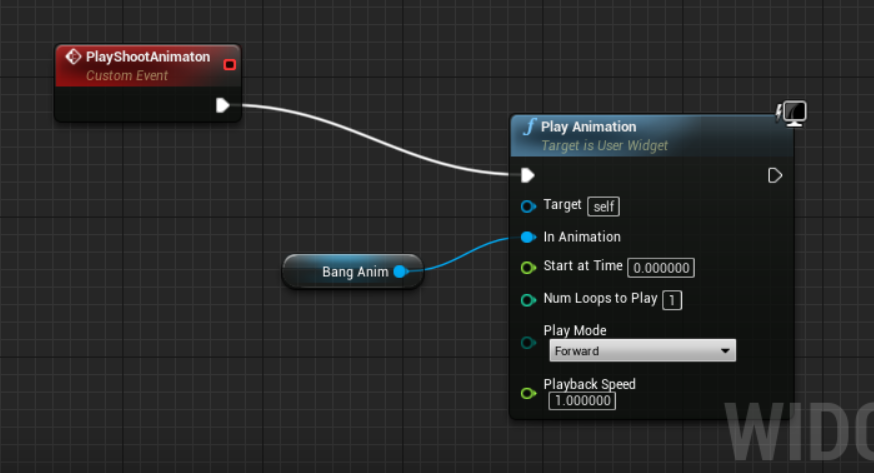 PlayShootAnimaton
Custom Event
f Play Animation
Target is User Widget
Target self
In Animation
Bang Anim
Start at Time 0.000000
Num Loops to Play 1
Play Mode
Forward
Playback Speed
1.000000
WIDG